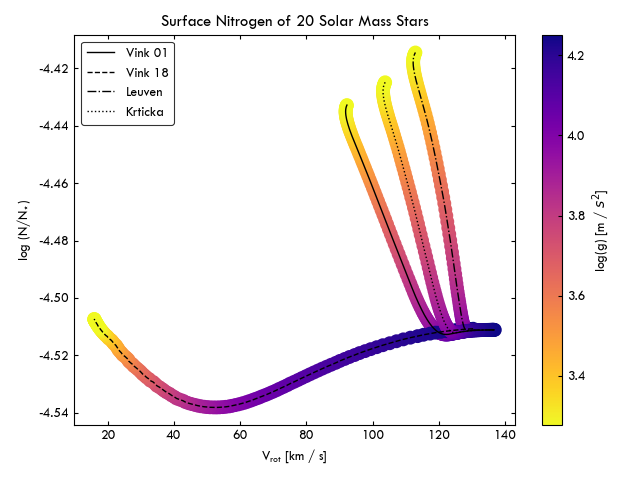 Surface Nitrogen of 20 Solar Mass Stars
Vink 01
Vink 18
Leuven
Krticka
-4.42
-4.44
-4.46
-4.48
-4.50
-4.52
-4.54
log (N/N⋆)
20 40 60 80 100 120 140
Vrot [km / s]
4.2
4.0
3.8
3.6
3.4
log(g) [m / s²]